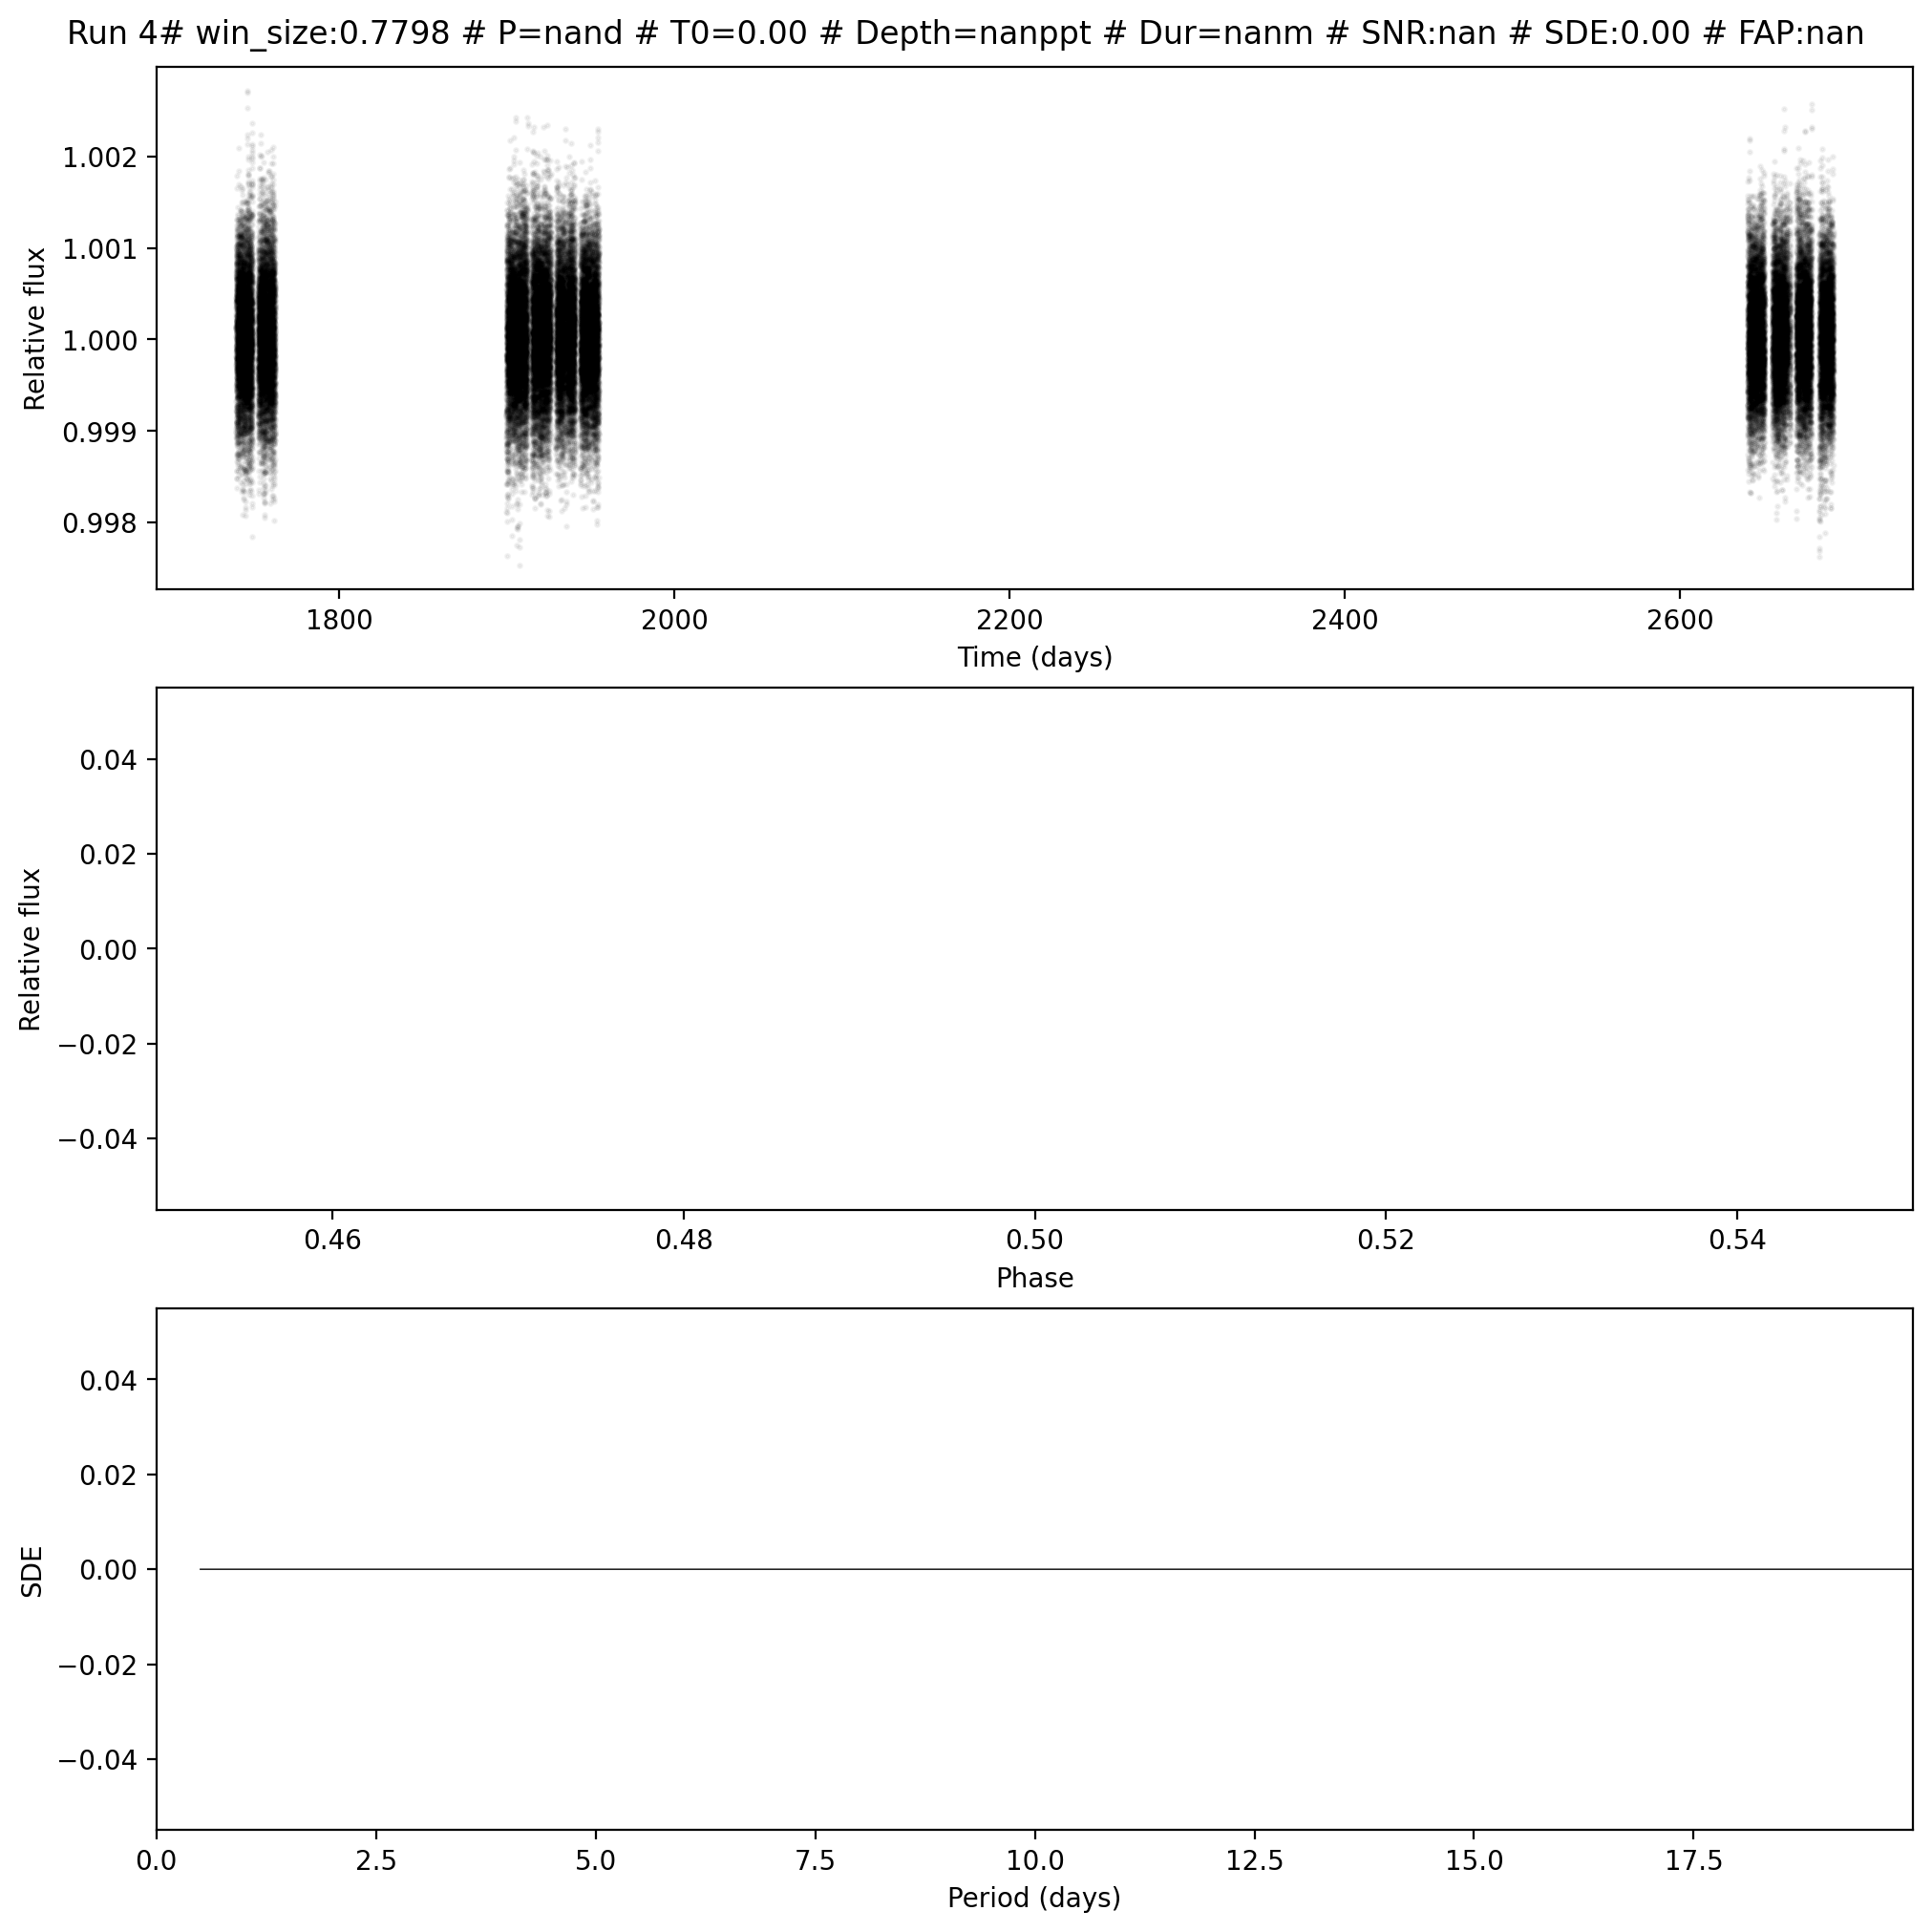 Run 4# win_size:0.7798 # P=nand # T0=0.00 # Depth=nanppt # Dur=nanm # SNR:nan # SDE:0.00 # FAP:nan
1.002
1.001
1.000
0.999
0.998
Relative flux
1800 2000 2200 2400 2600
Time (days)
0.04
0.02
0.00
−0.02
−0.04
Relative flux
0.46 0.48 0.50 0.52 0.54
Phase
0.04
0.02
0.00
−0.02
−0.04
SDE
0.0 2.5 5.0 7.5 10.0 12.5 15.0 17.5
Period (days)